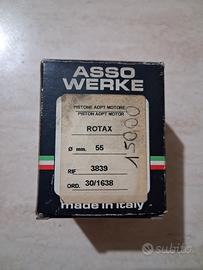 ASSO
WERKE
PISTONE ADPT MOTORE
PISTON ADPT MOTOR
ROTAX
Ø mm. 55
RIF 3839
ORD. 30/1638
15000
made in Italy
subito